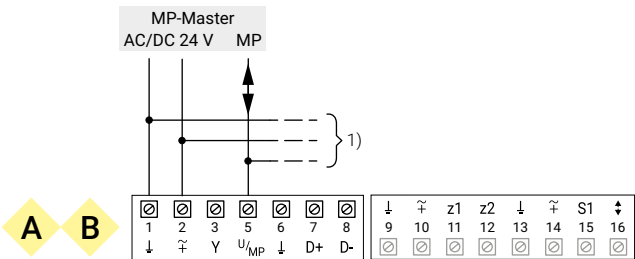 MP-Master
AC/DC 24 V MP
1)
A B
1 2 3 5 6 7 8
⏚ ~̟ Y U/MP ⏚ D+ D-
⏚ ~̟ z1 z2 ⏚ ~̟ S1 ↕
9 10 11 12 13 14 15 16